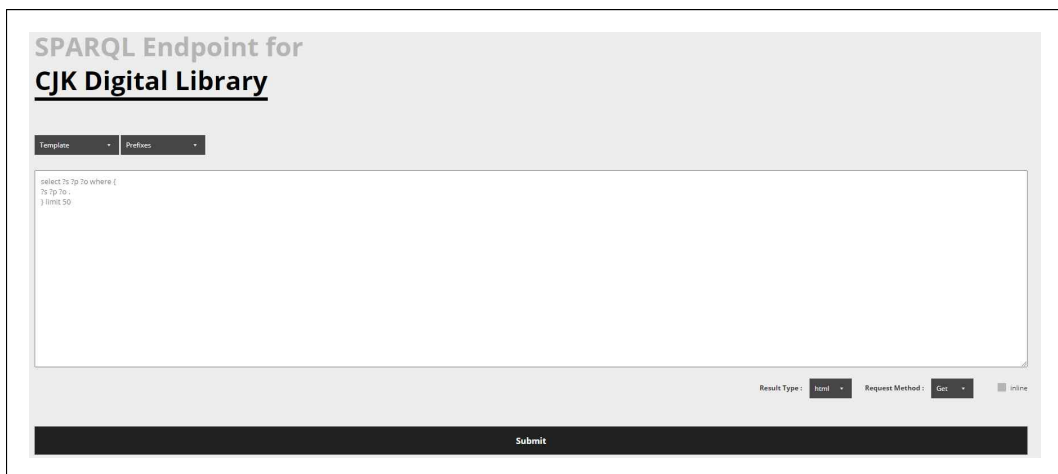 SPARQL Endpoint for
CJK Digital Library
Template Prefixes
select ?s ?p ?o where {
?s ?p ?o .
} limit 50
Result Type : html Request Method : Get inline
Submit